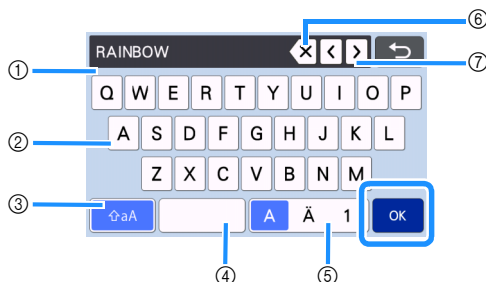 ⑥
RAINBOW
⑦
①
Q W E R T Y U I O P
② A S D F G H J K L
Z X C V B N M
③ ⇧aA A Ä 1 OK
④ ⑤